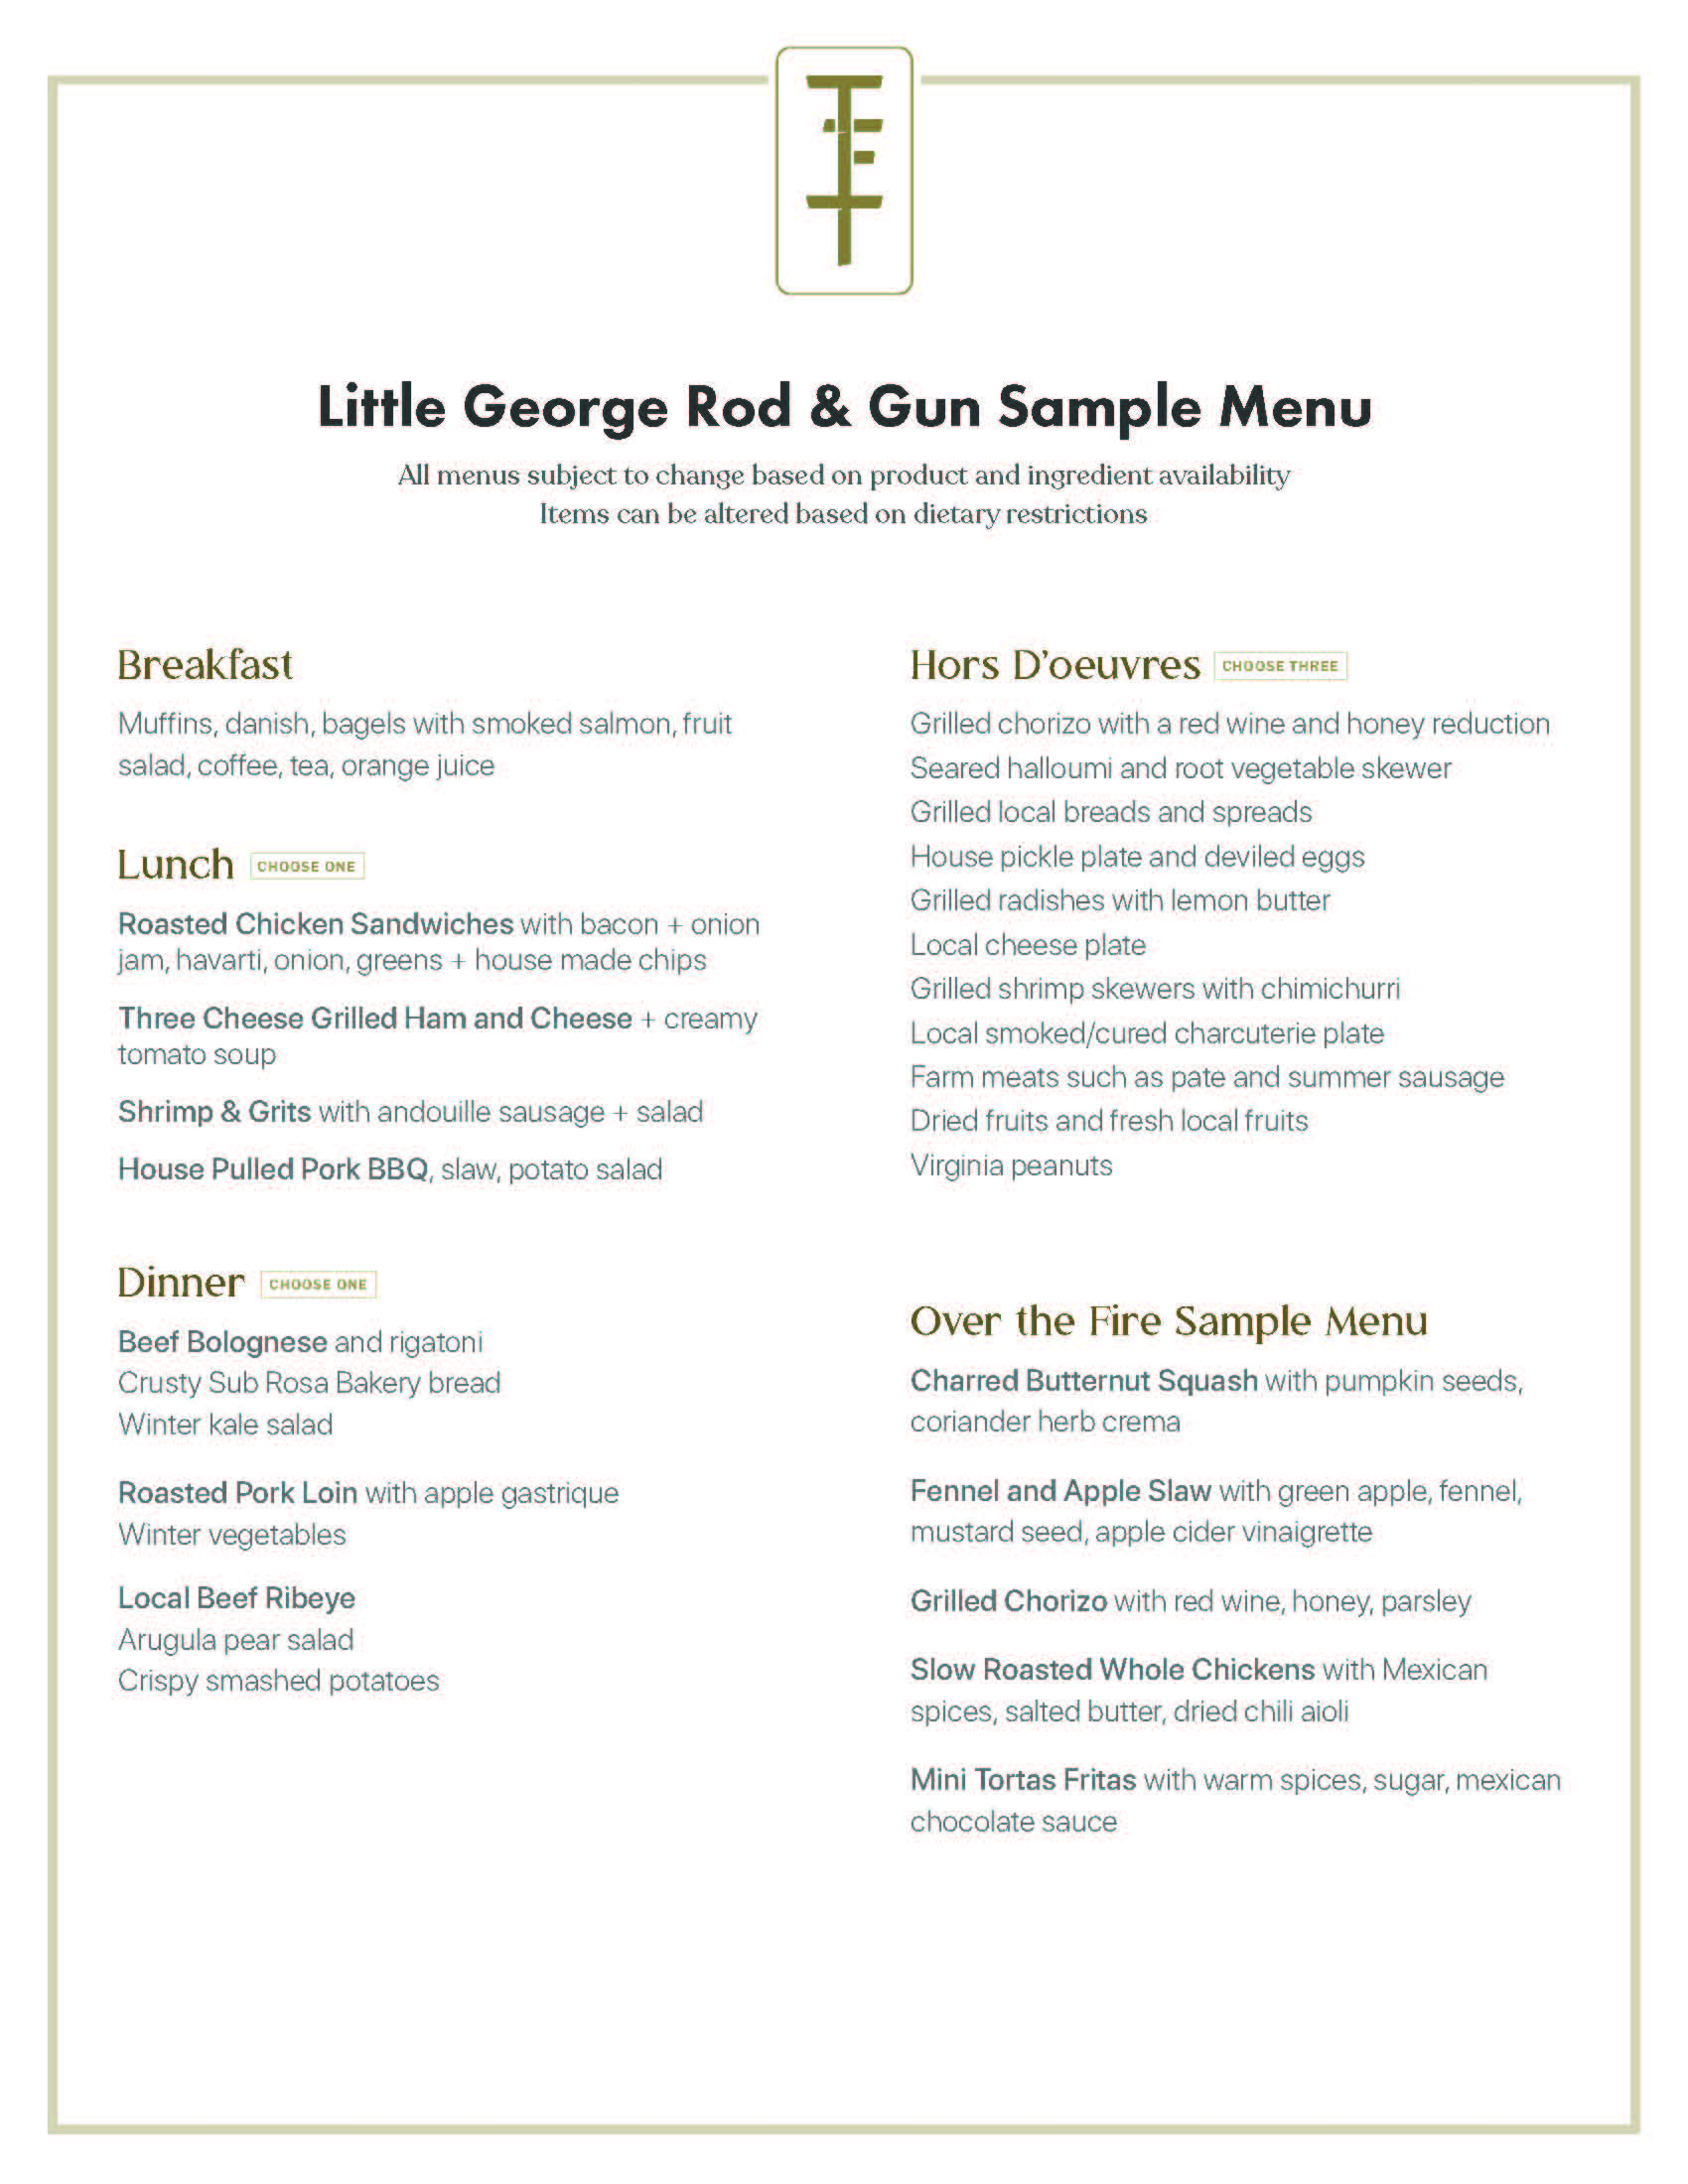 Little George Rod & Gun Sample Menu
All menus subject to change based on product and ingredient availability
Items can be altered based on dietary restrictions
Breakfast
Muffins, danish, bagels with smoked salmon, fruit
salad, coffee, tea, orange juice
Lunch CHOOSE ONE
Roasted Chicken Sandwiches with bacon + onion
jam, havarti, onion, greens + house made chips
Three Cheese Grilled Ham and Cheese + creamy
tomato soup
Shrimp & Grits with andouille sausage + salad
House Pulled Pork BBQ, slaw, potato salad
Dinner CHOOSE ONE
Beef Bolognese and rigatoni
Crusty Sub Rosa Bakery bread
Winter kale salad
Roasted Pork Loin with apple gastrique
Winter vegetables
Local Beef Ribeye
Arugula pear salad
Crispy smashed potatoes
Hors D'oeuvres CHOOSE THREE
Grilled chorizo with a red wine and honey reduction
Seared halloumi and root vegetable skewer
Grilled local breads and spreads
House pickle plate and deviled eggs
Grilled radishes with lemon butter
Local cheese plate
Grilled shrimp skewers with chimichurri
Local smoked/cured charcuterie plate
Farm meats such as pate and summer sausage
Dried fruits and fresh local fruits
Virginia peanuts
Over the Fire Sample Menu
Charred Butternut Squash with pumpkin seeds,
coriander herb crema
Fennel and Apple Slaw with green apple, fennel,
mustard seed, apple cider vinaigrette
Grilled Chorizo with red wine, honey, parsley
Slow Roasted Whole Chickens with Mexican
spices, salted butter, dried chili aioli
Mini Tortas Fritas with warm spices, sugar, mexican
chocolate sauce